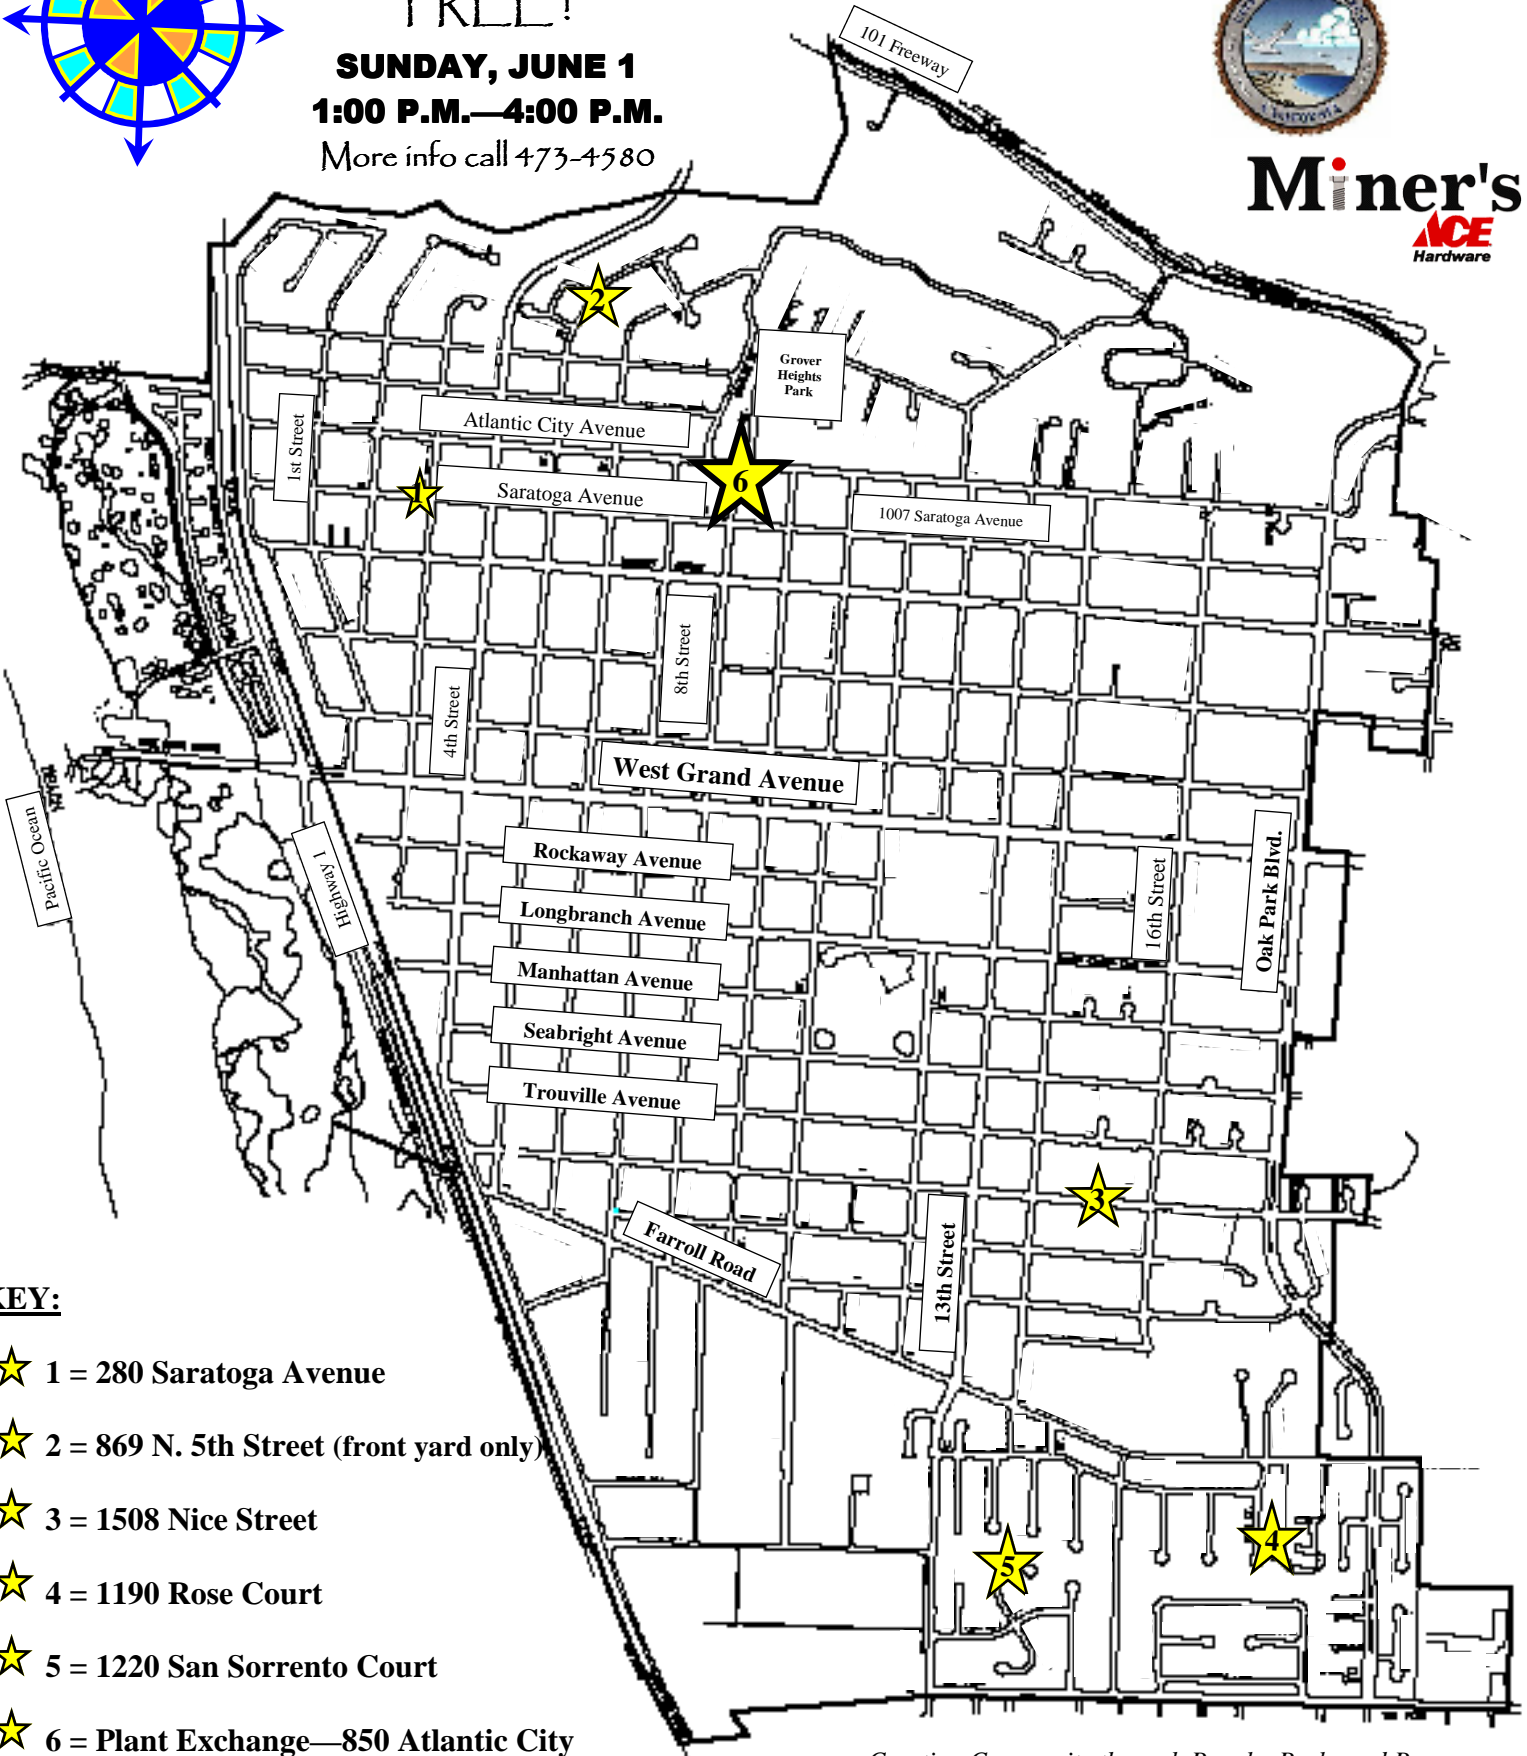 FREE!
SUNDAY, JUNE 1
1:00 P.M.—4:00 P.M.
More info call 473-4580
101 Freeway
CALIFORNIA
Miner's
ACE
Hardware
2
Grover
Heights
Park
1st Street
Atlantic City Avenue
1
Saratoga Avenue
6
1007 Saratoga Avenue
8th Street
4th Street
West Grand Avenue
Pacific Ocean
Highway 1
Rockaway Avenue
Longbranch Avenue
Manhattan Avenue
Seabright Avenue
Trouville Avenue
16th Street
Oak Park Blvd.
3
Farroll Road
13th Street
4
5
KEY:
1 = 280 Saratoga Avenue
2 = 869 N. 5th Street (front yard only)
3 = 1508 Nice Street
4 = 1190 Rose Court
5 = 1220 San Sorrento Court
6 = Plant Exchange—850 Atlantic City